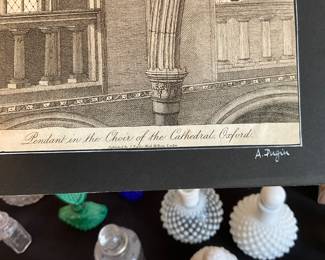 Pendant in the Choir of the Cathedral, Oxford.
A. Pugin